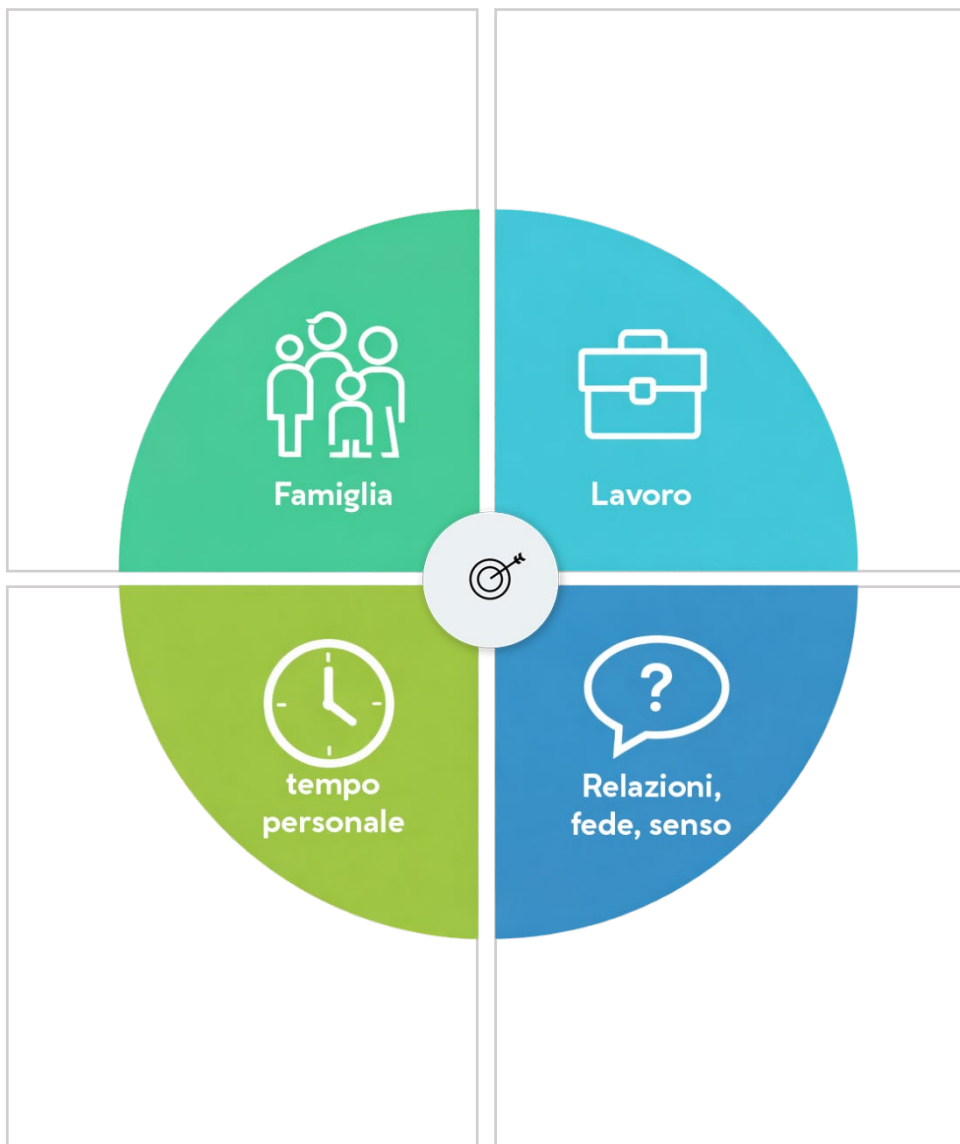 Famiglia
Lavoro
tempo
personale
?
Relazioni,
fede, senso